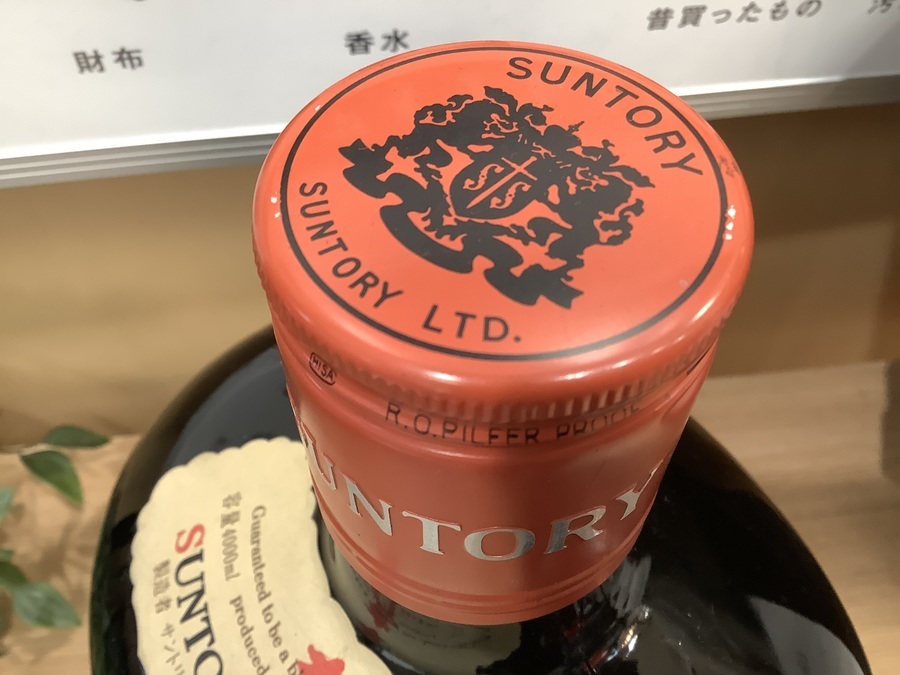 財布
香水
昔買ったもの
SUNTORY
SUNTORY LTD.
HISA
R.O.PILFER PROOF
SUNTORY
Guaranteed to be a
produced
容量4000ml
SUNTO
製造者 サント